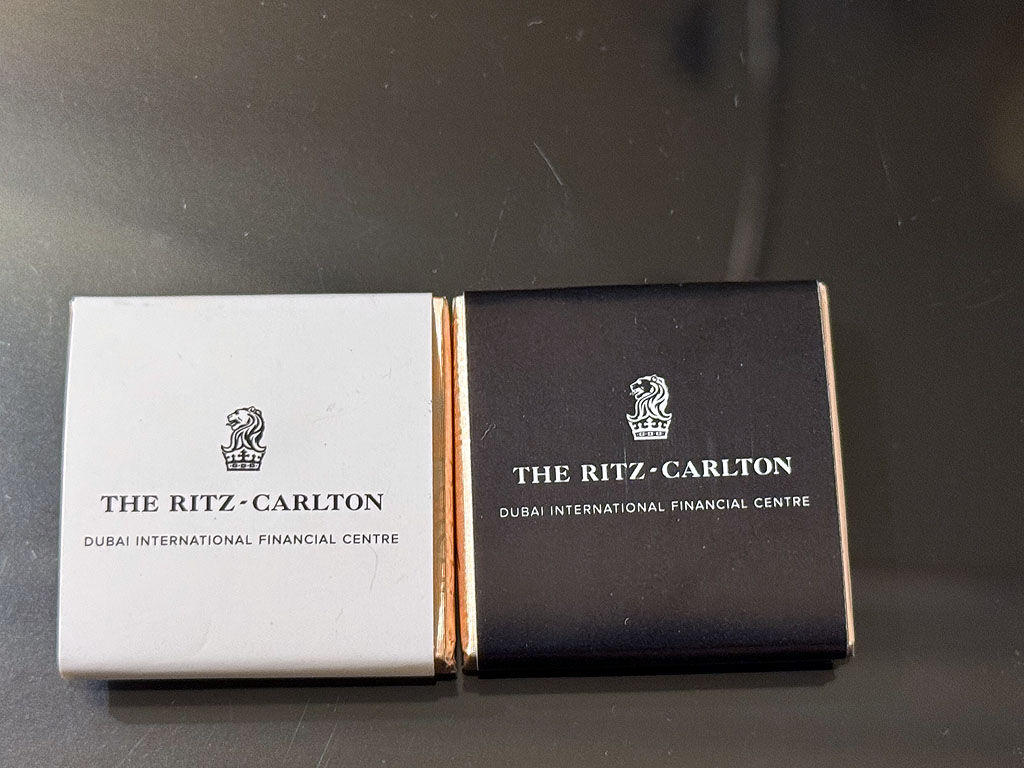 THE RITZ-CARLTON
DUBAI INTERNATIONAL FINANCIAL CENTRE
THE RITZ-CARLTON
DUBAI INTERNATIONAL FINANCIAL CENTRE